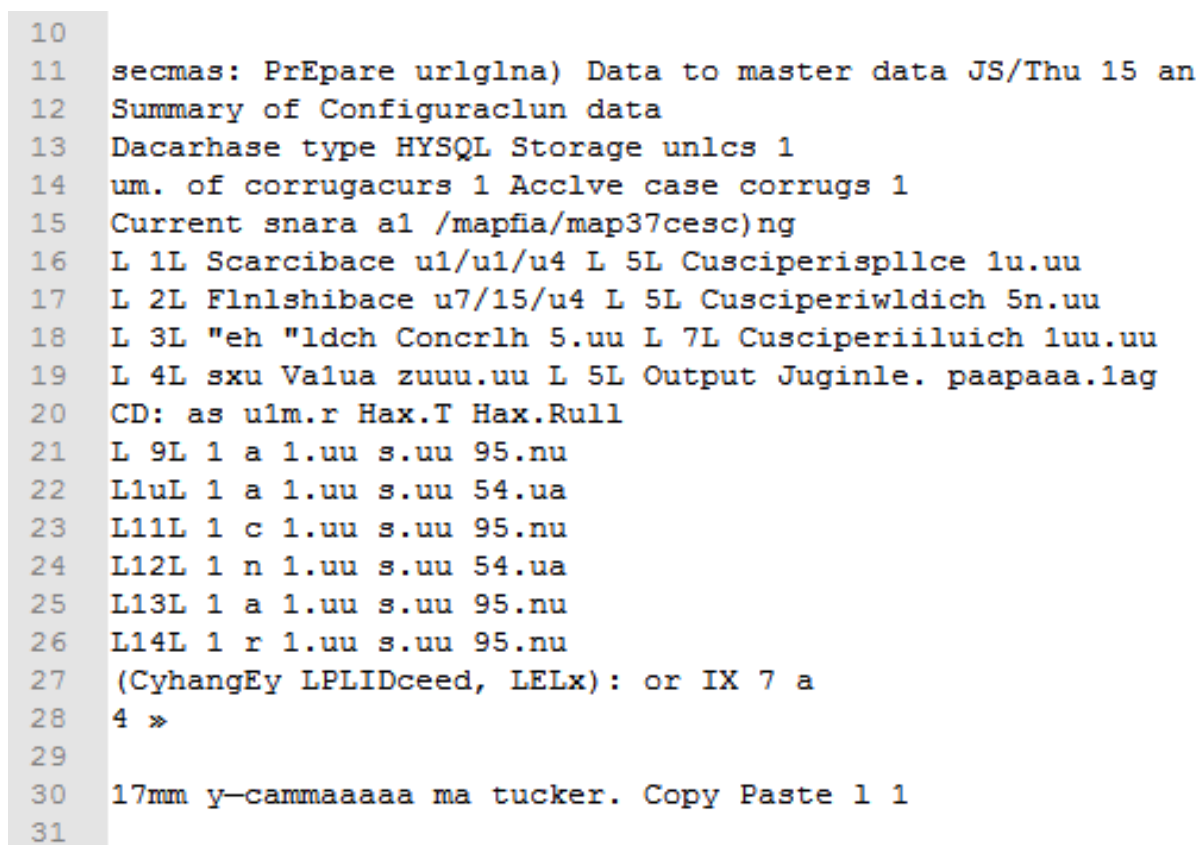 10
11 secmas: PrEpare urlglna) Data to master data JS/Thu 15 an
12 Summary of Configuraclun data
13 Dacarhase type HYSQL Storage unlcs 1
14 um. of corrugacurs 1 Acclve case corrugs 1
15 Current snara a1 /mapfia/map37cesc)ng
16 L 1L Scarcibace u1/u1/u4 L 5L Cusciperispllce 1u.uu
17 L 2L Flnlshibace u7/15/u4 L 5L Cusciperiwldich 5n.uu
18 L 3L "eh "ldch Concrlh 5.uu L 7L Cusciperiiluich 1uu.uu
19 L 4L sxu Va1ua zuuu.uu L 5L Output Juginle. paapaaa.1ag
20 CD: as u1m.r Hax.T Hax.Rull
21 L 9L 1 a 1.uu s.uu 95.nu
22 L1uL 1 a 1.uu s.uu 54.ua
23 L11L 1 c 1.uu s.uu 95.nu
24 L12L 1 n 1.uu s.uu 54.ua
25 L13L 1 a 1.uu s.uu 95.nu
26 L14L 1 r 1.uu s.uu 95.nu
27 (CyhangEy LPLIDceed, LELx): or IX 7 a
28 4 »
29
30 17mm y—cammaaaaa ma tucker. Copy Paste l 1
31